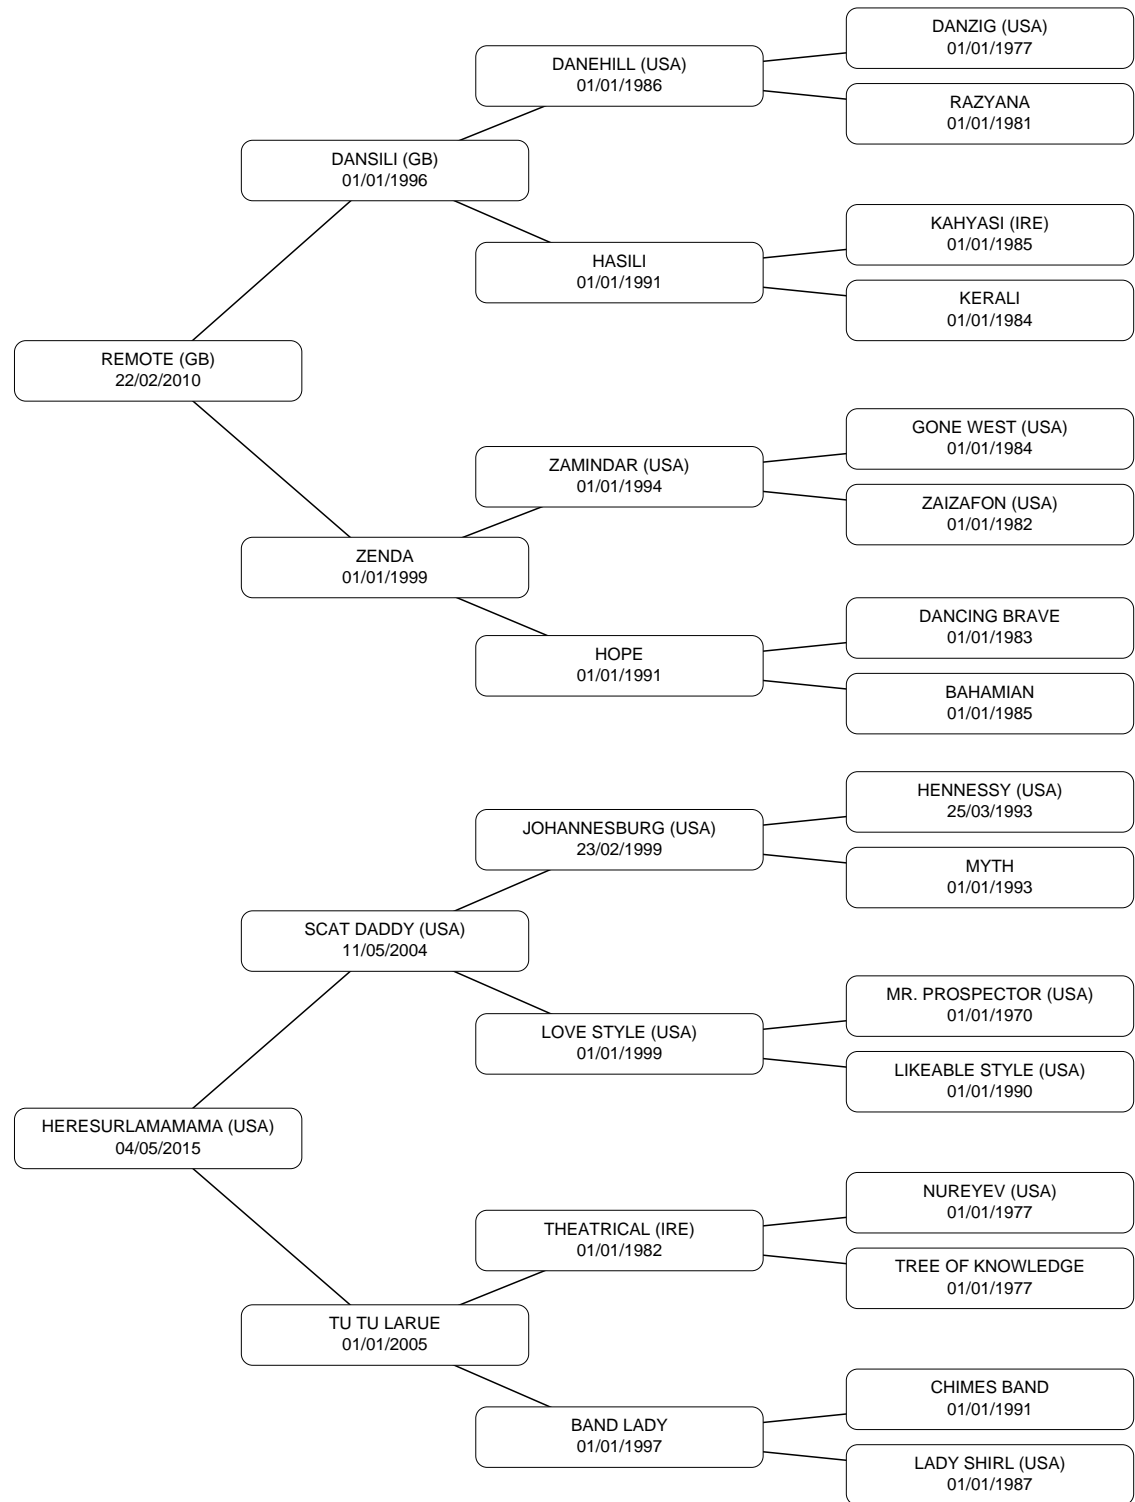 DANZIG (USA)
01/01/1977
DANEHILL (USA)
01/01/1986
RAZYANA
01/01/1981
DANSILI (GB)
01/01/1996
KAHYASI (IRE)
01/01/1985
HASILI
01/01/1991
KERALI
01/01/1984
REMOTE (GB)
22/02/2010
GONE WEST (USA)
01/01/1984
ZAMINDAR (USA)
01/01/1994
ZAIZAFON (USA)
01/01/1982
ZENDA
01/01/1999
DANCING BRAVE
01/01/1983
HOPE
01/01/1991
BAHAMIAN
01/01/1985
HENNESSY (USA)
25/03/1993
JOHANNESBURG (USA)
23/02/1999
MYTH
01/01/1993
SCAT DADDY (USA)
11/05/2004
MR. PROSPECTOR (USA)
01/01/1970
LOVE STYLE (USA)
01/01/1999
LIKEABLE STYLE (USA)
01/01/1990
HERESURLAMAMAMA (USA)
04/05/2015
NUREYEV (USA)
01/01/1977
THEATRICAL (IRE)
01/01/1982
TREE OF KNOWLEDGE
01/01/1977
TU TU LARUE
01/01/2005
CHIMES BAND
01/01/1991
BAND LADY
01/01/1997
LADY SHIRL (USA)
01/01/1987